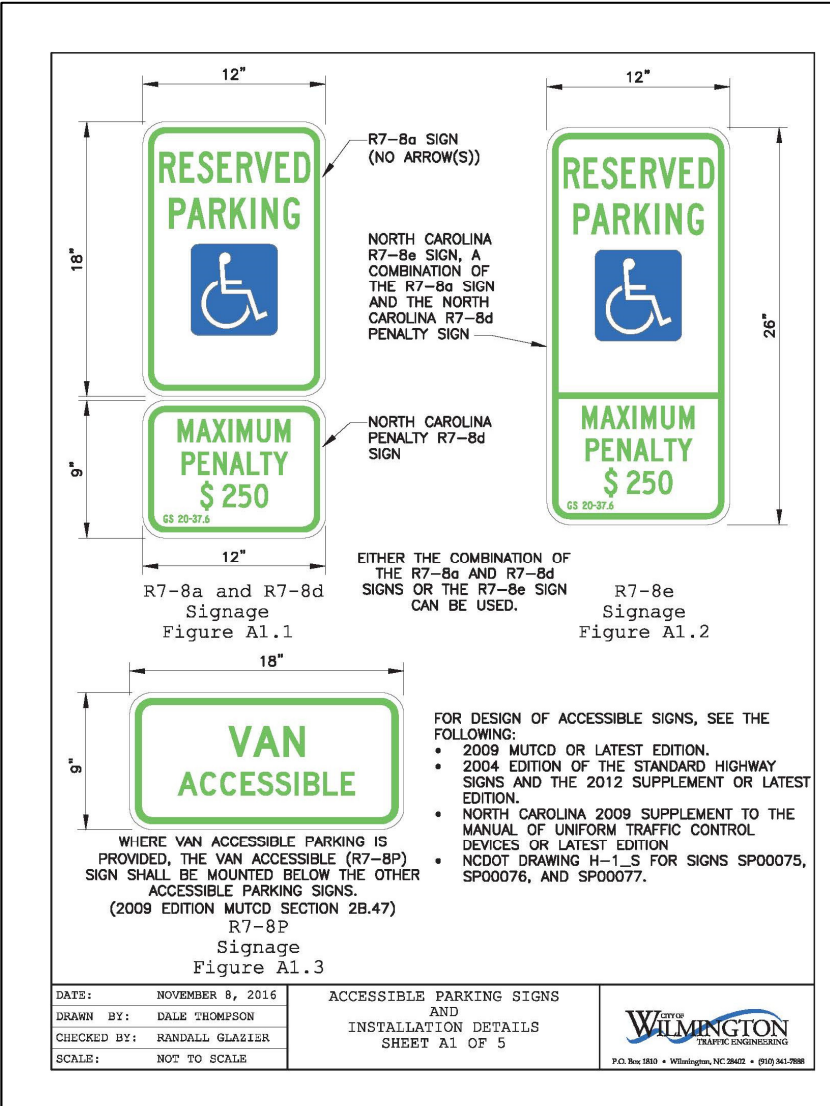 12"
18"
RESERVED
PARKING
R7-8a SIGN
(NO ARROW(S))
9"
MAXIMUM
PENALTY
$ 250
GS 20-37.6
NORTH CAROLINA
PENALTY R7-8d
SIGN
12"
R7-8a and R7-8d
Signage
Figure A1.1
NORTH CAROLINA
R7-8e SIGN, A
COMBINATION OF
THE R7-8a SIGN
AND THE NORTH
CAROLINA R7-8d
PENALTY SIGN
EITHER THE COMBINATION OF
THE R7-8a AND R7-8d
SIGNS OR THE R7-8e SIGN
CAN BE USED.
12"
26"
RESERVED
PARKING
MAXIMUM
PENALTY
$ 250
GS 20-37.6
R7-8e
Signage
Figure A1.2
18"
9"
VAN
ACCESSIBLE
WHERE VAN ACCESSIBLE PARKING IS
PROVIDED, THE VAN ACCESSIBLE (R7-8P)
SIGN SHALL BE MOUNTED BELOW THE OTHER
ACCESSIBLE PARKING SIGNS.
(2009 EDITION MUTCD SECTION 2B.47)
R7-8P
Signage
Figure A1.3
FOR DESIGN OF ACCESSIBLE SIGNS, SEE THE
FOLLOWING:
• 2009 MUTCD OR LATEST EDITION.
• 2004 EDITION OF THE STANDARD HIGHWAY
SIGNS AND THE 2012 SUPPLEMENT OR LATEST
EDITION.
• NORTH CAROLINA 2009 SUPPLEMENT TO THE
MANUAL OF UNIFORM TRAFFIC CONTROL
DEVICES OR LATEST EDITION
• NCDOT DRAWING H-1_S FOR SIGNS SP00075,
SP00076, AND SP00077.
DATE: NOVEMBER 8, 2016
DRAWN BY: DALE THOMPSON
CHECKED BY: RANDALL GLAZIER
SCALE: NOT TO SCALE
ACCESSIBLE PARKING SIGNS
AND
INSTALLATION DETAILS
SHEET A1 OF 5
CITY OF
WILMINGTON
TRAFFIC ENGINEERING
P.O. Box 1810 • Wilmington, NC 28402 • (910) 341-7888